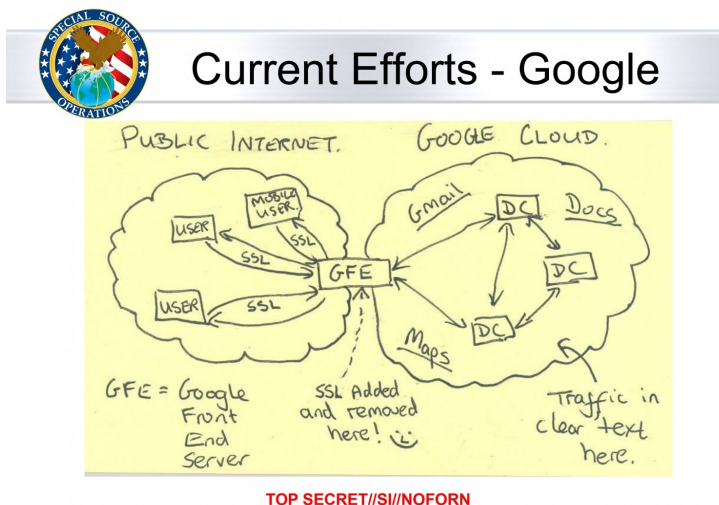 SPECIAL SOURCE
OPERATIONS
Current Efforts - Google
PUBLIC INTERNET.
GOOGLE CLOUD.
MOBILE
USER.
USER
SSL
SSL
USER
SSL
GFE
Gmail
DC
Docs
DC
DC
Maps
GFE = Google
Front
End
Server
SSL Added
and removed
here!
Traffic in
clear text
here.
TOP SECRET//SI//NOFORN